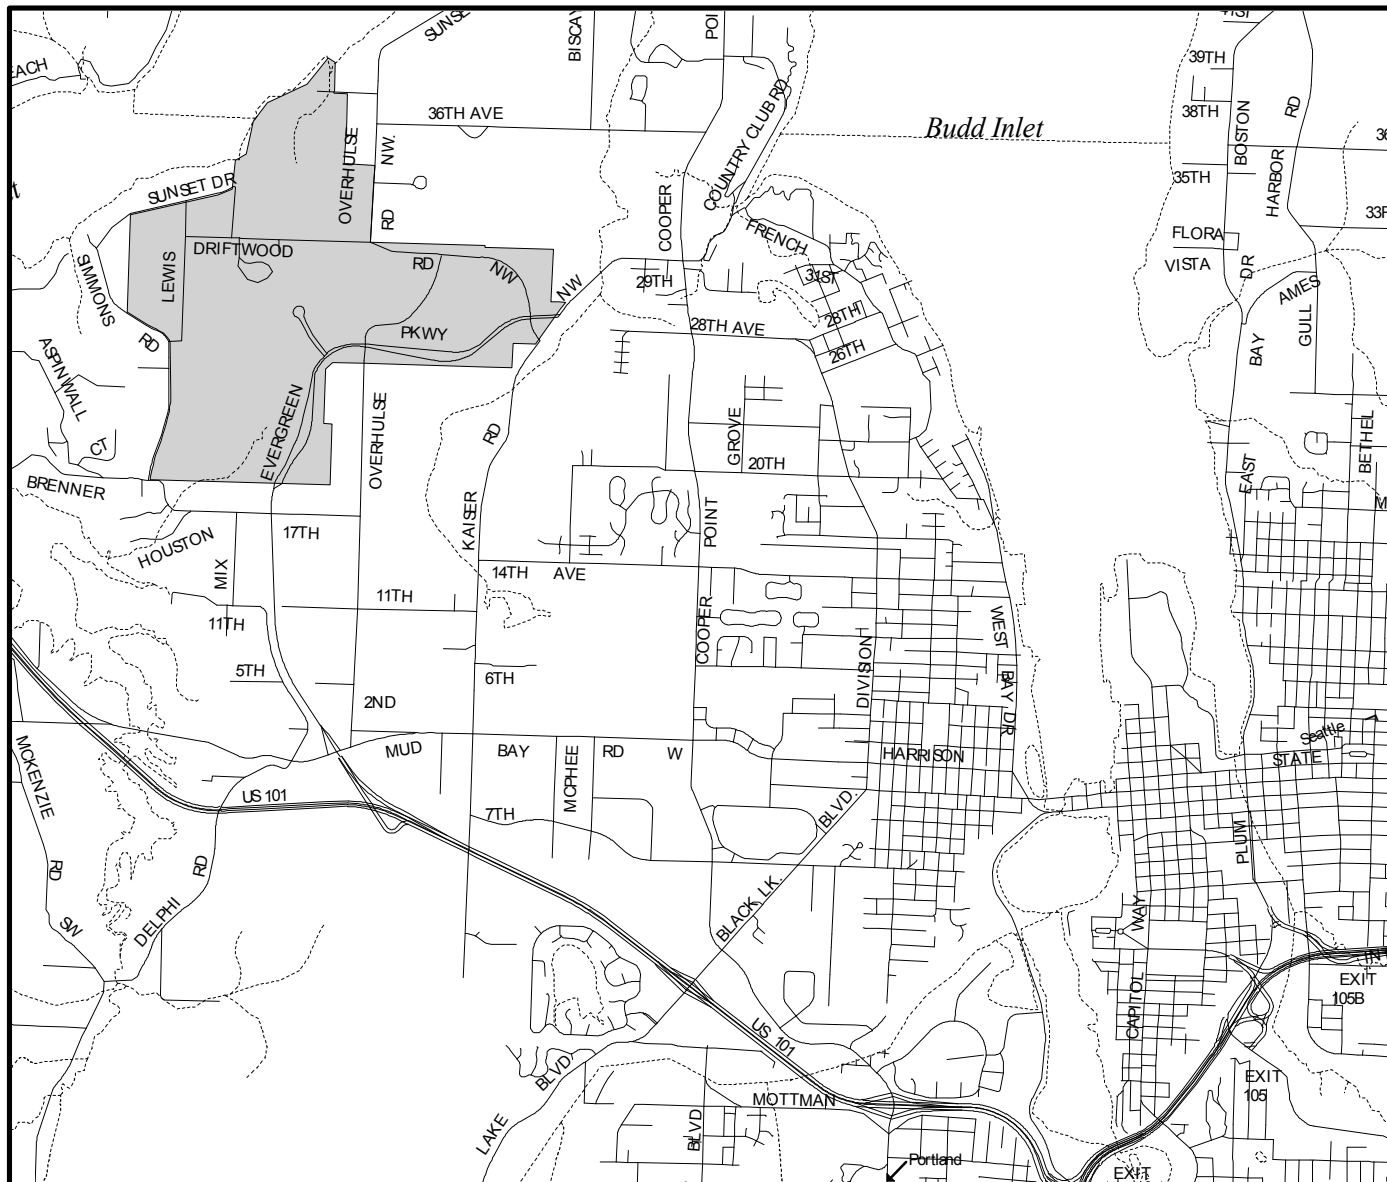 SUNSE
BISCAY
POI
41ST
39TH
EACH
COUNTRY CLUB RD
38TH
BOSTON
RD
36TH AVE
Budd Inlet
OVERHULSE
NW.
HARBOR
35TH
SUNSET DR
COOPER
RD
FRENCH
FLORA
VISTA
DRIFTWOOD
RD
NW
NW
LEWIS
SIMMONS
29TH
31ST
DR
AMES
28TH
28TH AVE
PKWY
GULL
RD
26TH
BAY
ASPINWALL
CT
EVERGREEN
OVERHULSE
RD
GROVE
BETHEL
20TH
EAST
BRENNER
HOUSTON
17TH
KAISER
POINT
MIX
14TH AVE
11TH
11TH
COOPER
WEST
DIVISION
5TH
6TH
BAY
2ND
DR
MUD
BAY
RD
W
HARRISON
Seattle
STATE
MCKENZIE
MCPHEE
US 101
7TH
BLVD
PLUM
RD
RD
BLACK LK.
SW
DELPHI
WAY
IN
EXIT
105B
CAPITOL
US 101
BLVD
MOTTMAN
EXIT
105
LAKE
BLVD
Portland
EXIT